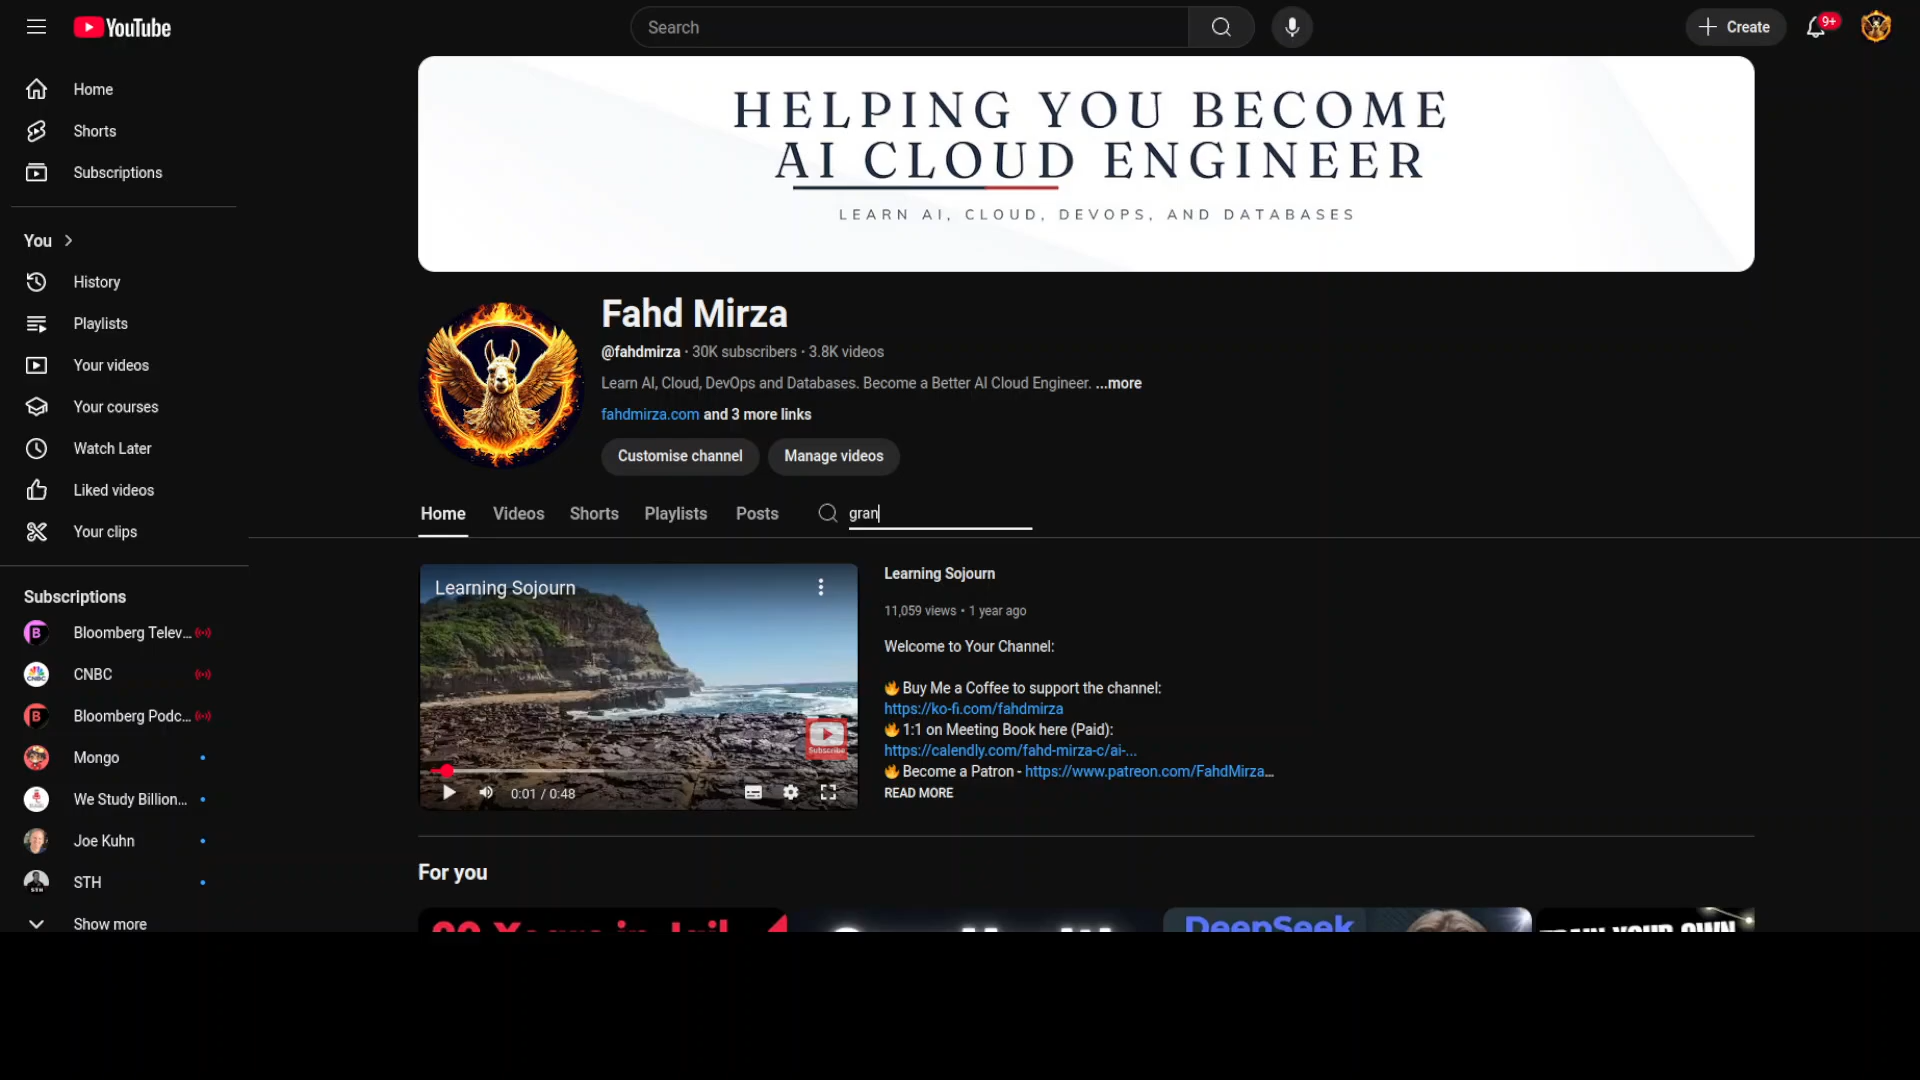 YouTube
Search
Create
9+
Home
Shorts
Subscriptions
You
History
Playlists
Your videos
Your courses
Watch Later
Liked videos
Your clips
Subscriptions
Bloomberg Telev...
CNBC
Bloomberg Podc...
Mongo
We Study Billion...
Joe Kuhn
STH
Show more
HELPING YOU BECOME
AI CLOUD ENGINEER
LEARN AI, CLOUD, DEVOPS, AND DATABASES
Fahd Mirza
@fahdmirza · 30K subscribers · 3.8K videos
Learn AI, Cloud, DevOps and Databases. Become a Better AI Cloud Engineer. ...more
fahdmirza.com and 3 more links
Customise channel Manage videos
Home Videos Shorts Playlists Posts gran
Learning Sojourn
Subscribe
0:01 / 0:48
Learning Sojourn
11,059 views • 1 year ago
Welcome to Your Channel:
🔥 Buy Me a Coffee to support the channel:
https://ko-fi.com/fahdmirza
🔥 1:1 on Meeting Book here (Paid):
https://calendly.com/fahd-mirza-c/ai-...
🔥 Become a Patron - https://www.patreon.com/FahdMirza...
READ MORE
For you
DeepSeek
TRAIN YOUR OWN